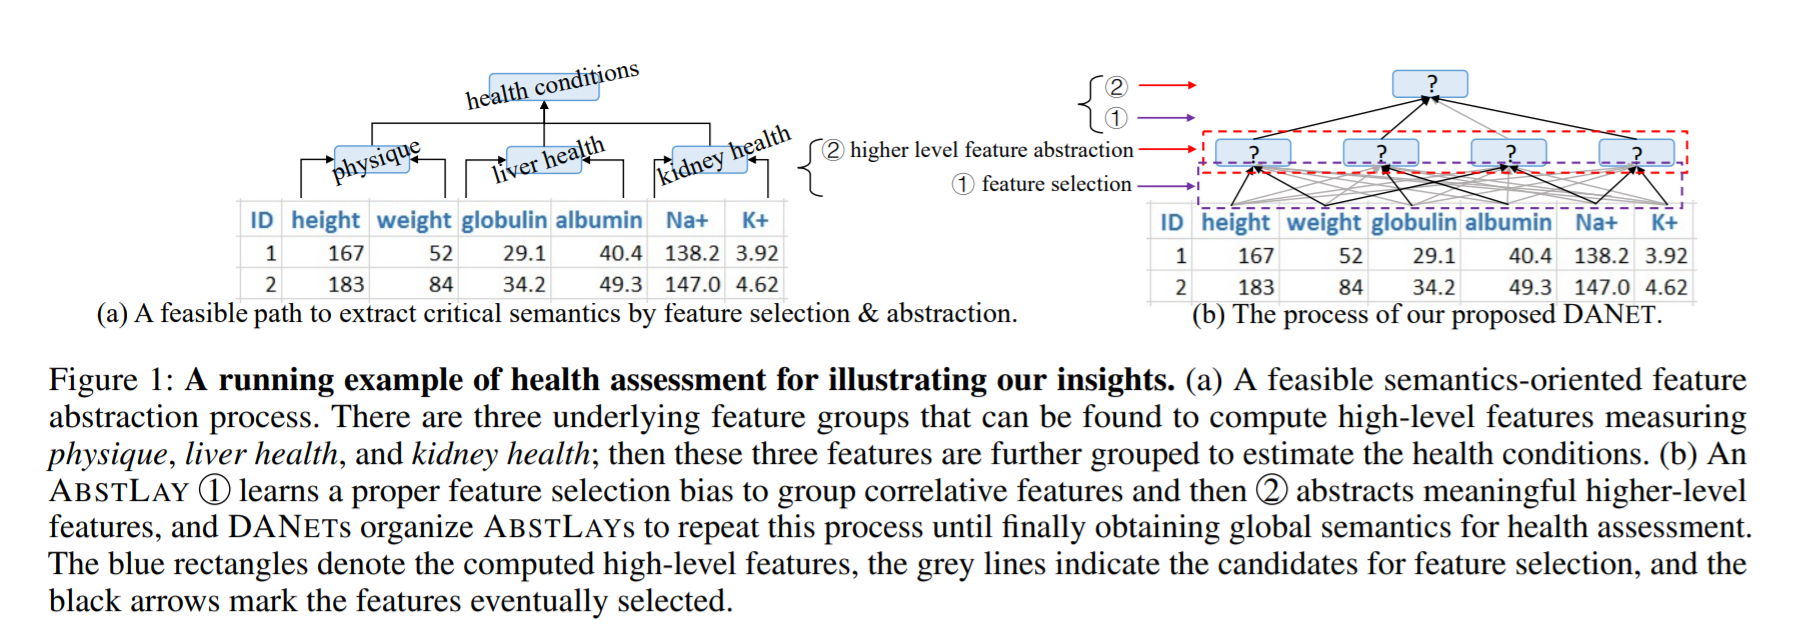 health conditions
physique
liver health
kidney health
ID height weight globulin albumin Na+ K+
1 167 52 29.1 40.4 138.2 3.92
2 183 84 34.2 49.3 147.0 4.62
(a) A feasible path to extract critical semantics by feature selection & abstraction.
②
①
② higher level feature abstraction
① feature selection
?
? ? ? ?
ID height weight globulin albumin Na+ K+
1 167 52 29.1 40.4 138.2 3.92
2 183 84 34.2 49.3 147.0 4.62
(b) The process of our proposed DANET.
Figure 1: A running example of health assessment for illustrating our insights. (a) A feasible semantics-oriented feature
abstraction process. There are three underlying feature groups that can be found to compute high-level features measuring
physique, liver health, and kidney health; then these three features are further grouped to estimate the health conditions. (b) An
ABSTLAY ① learns a proper feature selection bias to group correlative features and then ② abstracts meaningful higher-level
features, and DANETS organize ABSTLAYS to repeat this process until finally obtaining global semantics for health assessment.
The blue rectangles denote the computed high-level features, the grey lines indicate the candidates for feature selection, and the
black arrows mark the features eventually selected.